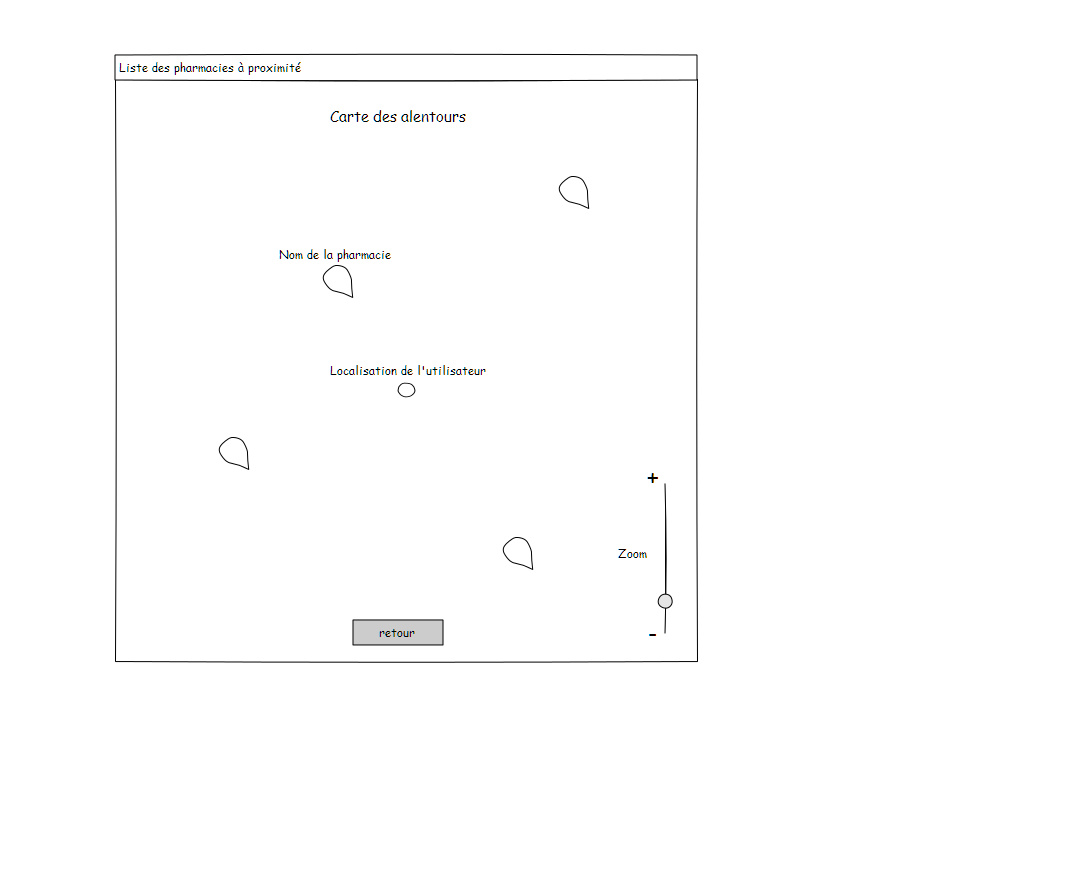 Liste des pharmacies à proximité
Carte des alentours
Nom de la pharmacie
Localisation de l'utilisateur
+
Zoom
-
retour